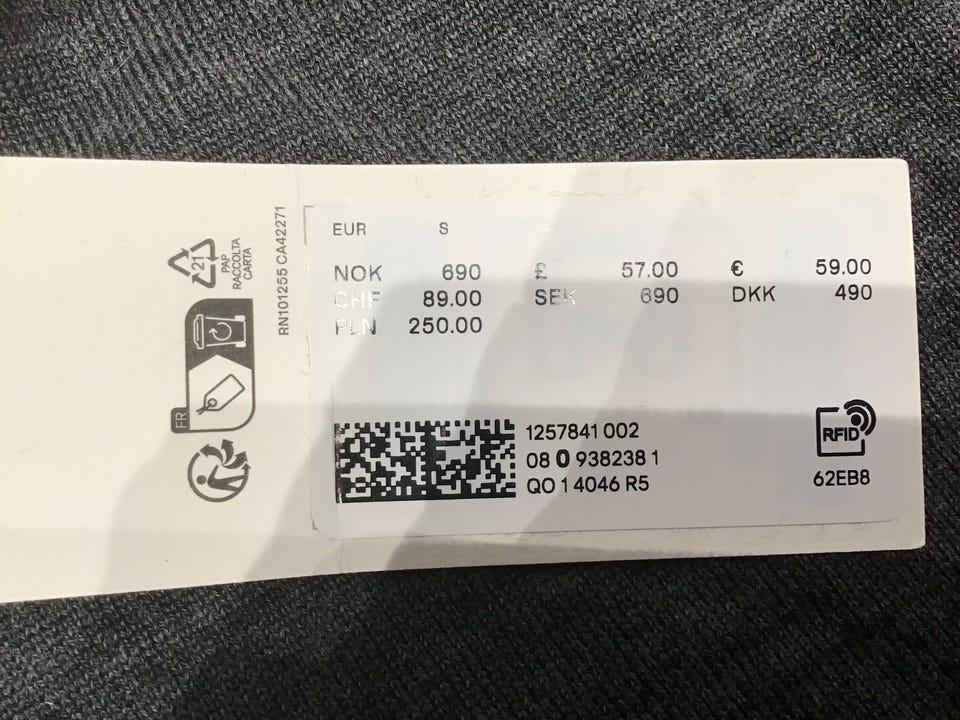 EUR S
NOK 690 £ 57.00 € 59.00
CHF 89.00 SEK 690 DKK 490
PLN 250.00
1257841 002
08 0 938238 1
QO 1 4046 R5
RFID
62EB8
RN101255 CA42271
21
PAP
RACCOLTA
CARTA
FR